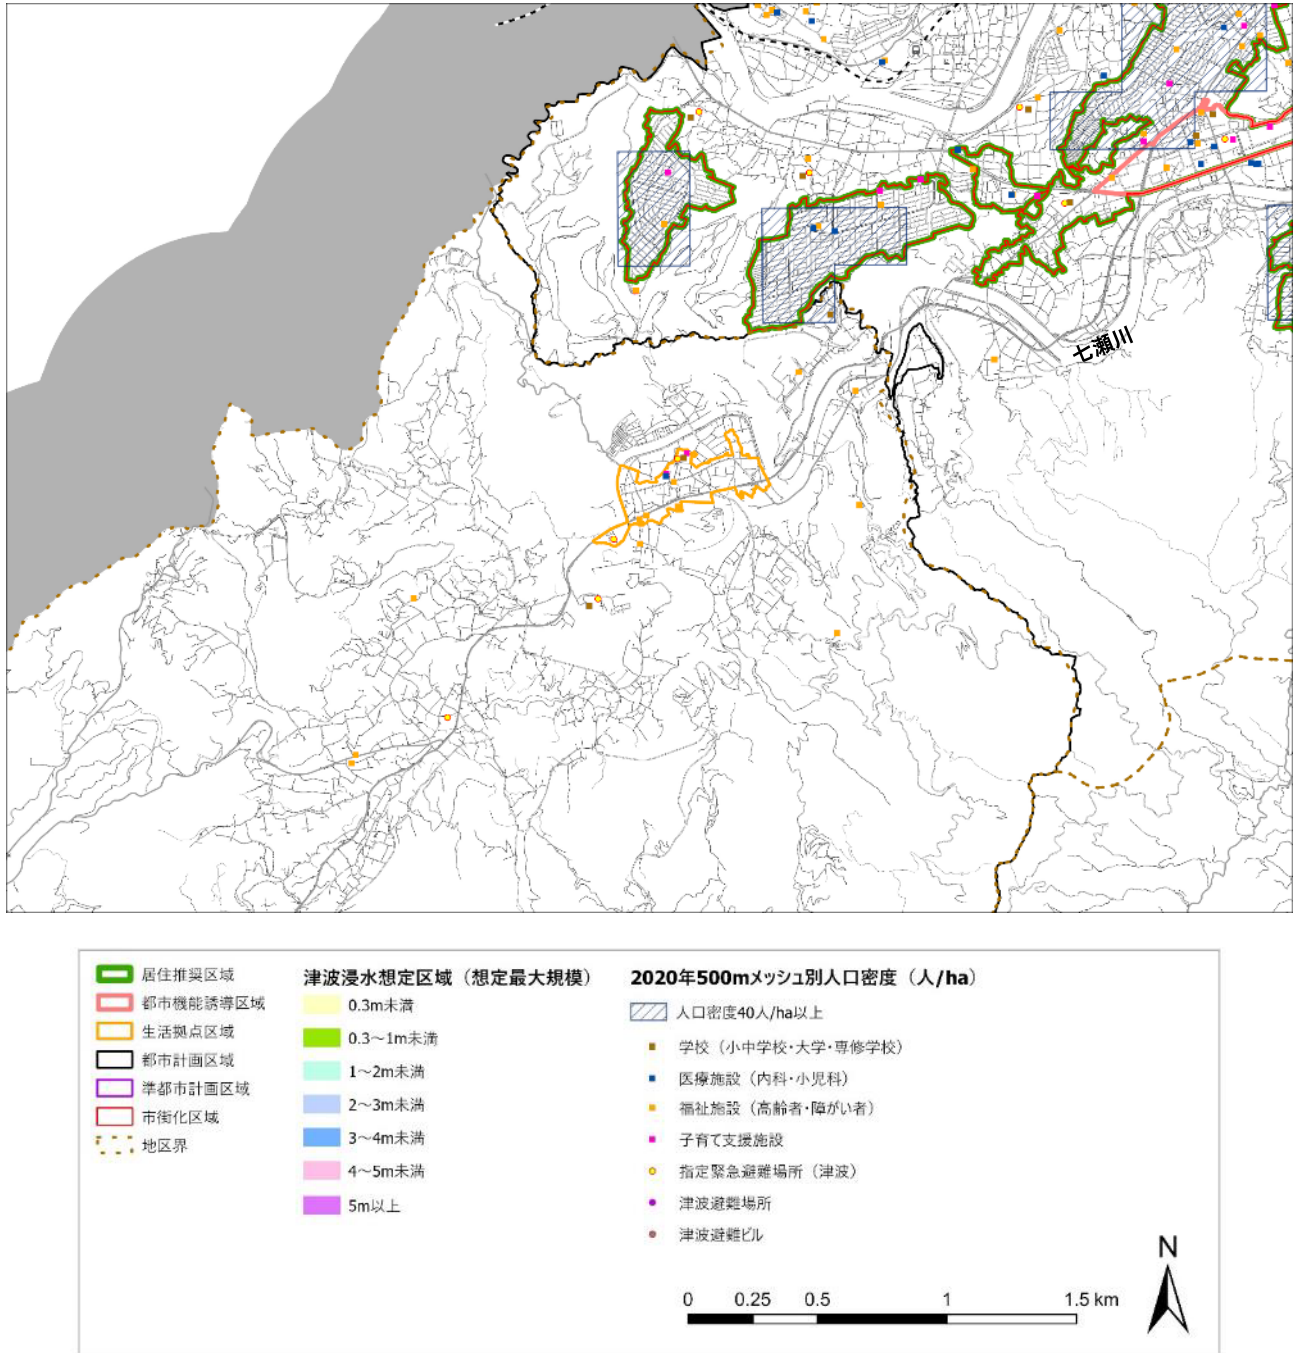 七瀬川
居住推奨区域
都市機能誘導区域
生活拠点区域
都市計画区域
準都市計画区域
市街化区域
地区界
津波浸水想定区域（想定最大規模）
0.3m未満
0.3～1m未満
1～2m未満
2～3m未満
3～4m未満
4～5m未満
5m以上
2020年500mメッシュ別人口密度（人/ha）
人口密度40人/ha以上
学校（小中学校・大学・専修学校）
医療施設（内科・小児科）
福祉施設（高齢者・障がい者）
子育て支援施設
指定緊急避難場所（津波）
津波避難場所
津波避難ビル
N
0 0.25 0.5 1 1.5 km